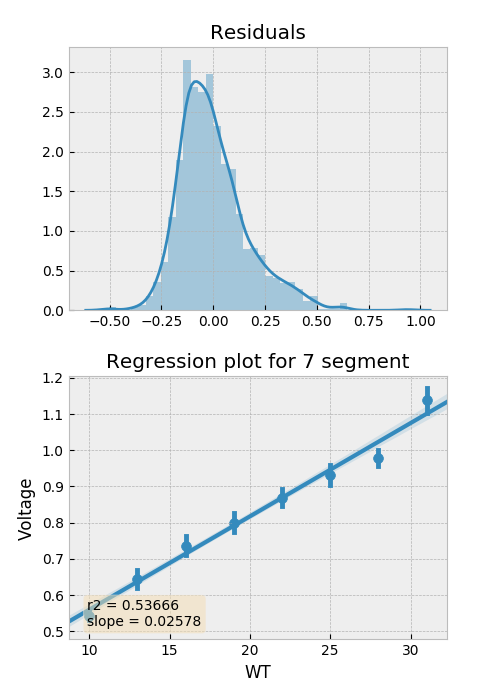 Residuals
3.0
2.5
2.0
1.5
1.0
0.5
0.0
−0.50 −0.25 0.00 0.25 0.50 0.75 1.00
Regression plot for 7 segment
1.2
1.1
1.0
0.9
0.8
0.7
0.6
0.5
Voltage
r2 = 0.53666
slope = 0.02578
10 15 20 25 30
WT